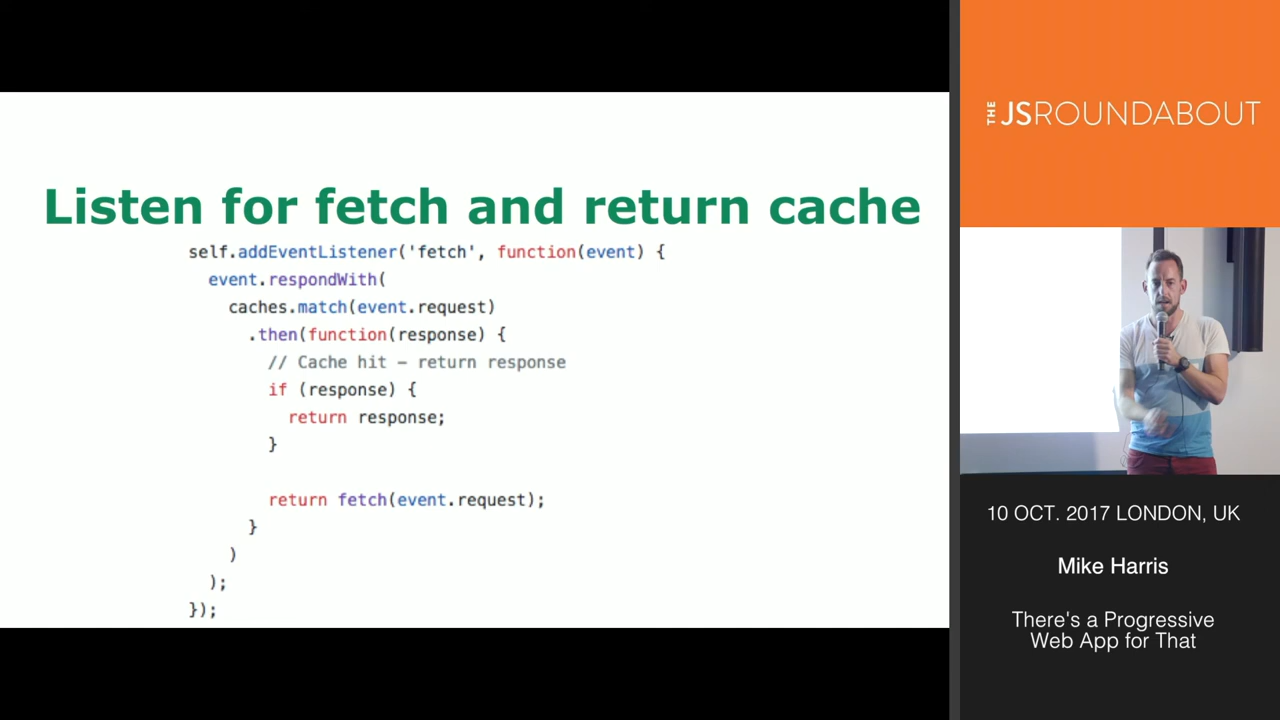 Listen for fetch and return cache
self.addEventListener('fetch', function(event) {
event.respondWith(
caches.match(event.request)
.then(function(response) {
// Cache hit – return response
if (response) {
return response;
}
return fetch(event.request);
}
)
);
});
THE JSROUNDABOUT
10 OCT. 2017 LONDON, UK
Mike Harris
There's a Progressive
Web App for That